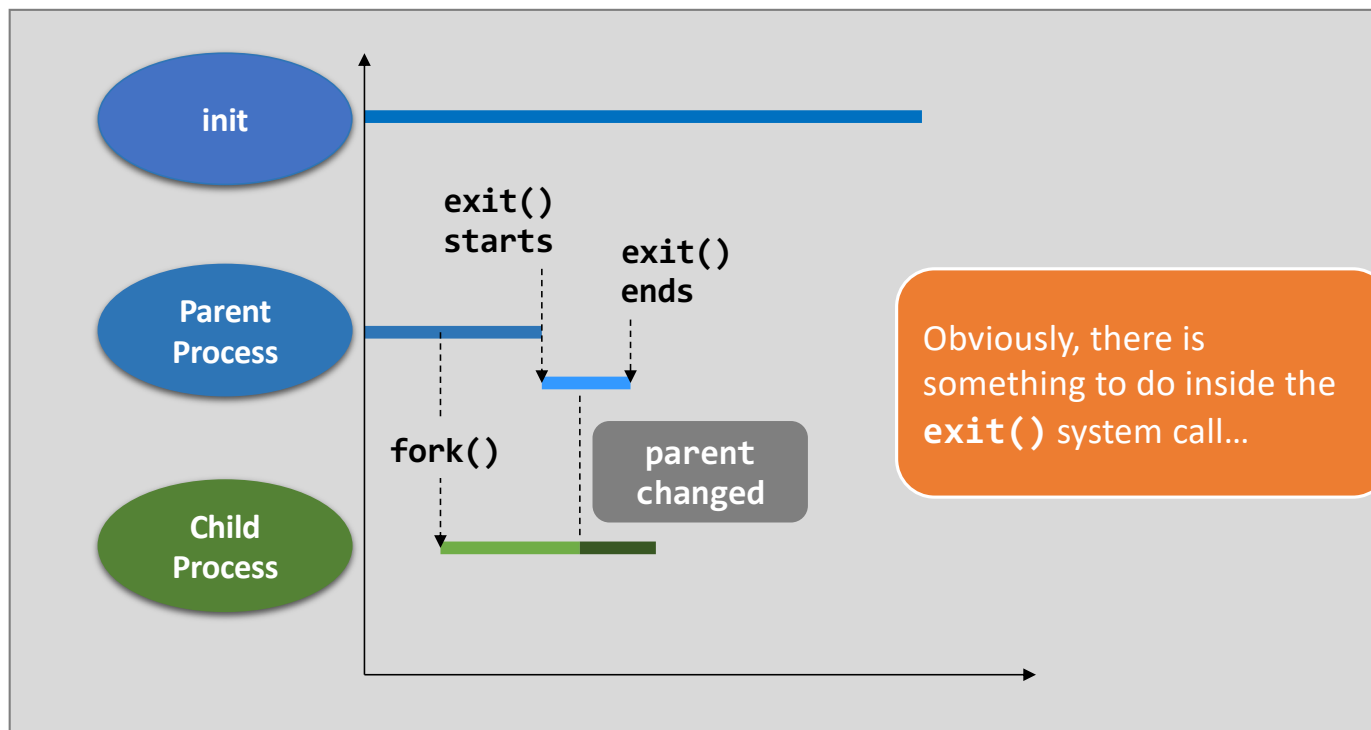 init
exit()
starts
exit()
ends
Parent
Process
Obviously, there is
something to do inside the
exit() system call...
fork()
parent
changed
Child
Process